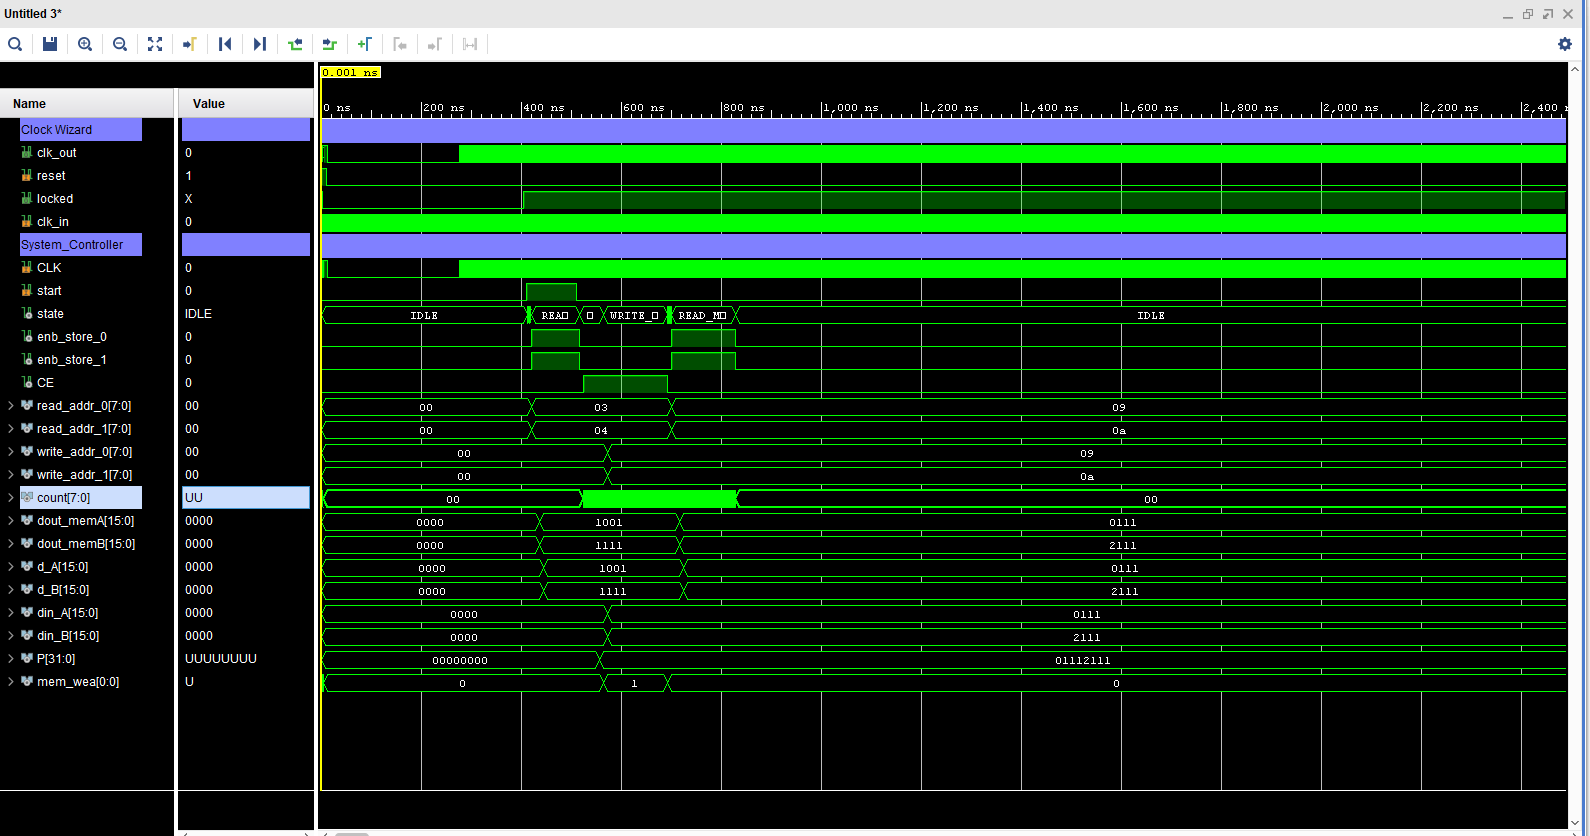 Untitled 3*
0.001 ns
Name Value
0 ns 200 ns 400 ns 600 ns 800 ns 1,000 ns 1,200 ns 1,400 ns 1,600 ns 1,800 ns 2,000 ns 2,200 ns 2,400
Clock Wizard
clk_out 0
reset 1
locked X
clk_in 0
System_Controller
CLK 0
start 0
state IDLE IDLE REA□ □ WRITE_□ READ_M□ IDLE
enb_store_0 0
enb_store_1 0
CE 0
read_addr_0[7:0] 00 00 03 09
read_addr_1[7:0] 00 00 04 0a
write_addr_0[7:0] 00 00 09
write_addr_1[7:0] 00 00 0a
count[7:0] UU 00 00
dout_memA[15:0] 0000 0000 1001 0111
dout_memB[15:0] 0000 0000 1111 2111
d_A[15:0] 0000 0000 1001 0111
d_B[15:0] 0000 0000 1111 2111
din_A[15:0] 0000 0000 0111
din_B[15:0] 0000 0000 2111
P[31:0] UUUUUUUU 00000000 01112111
mem_wea[0:0] U 0 1 0